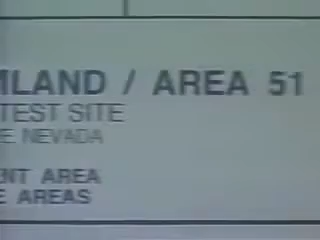 MLAND / AREA 51
TEST SITE
E NEVADA
NT AREA
E AREAS